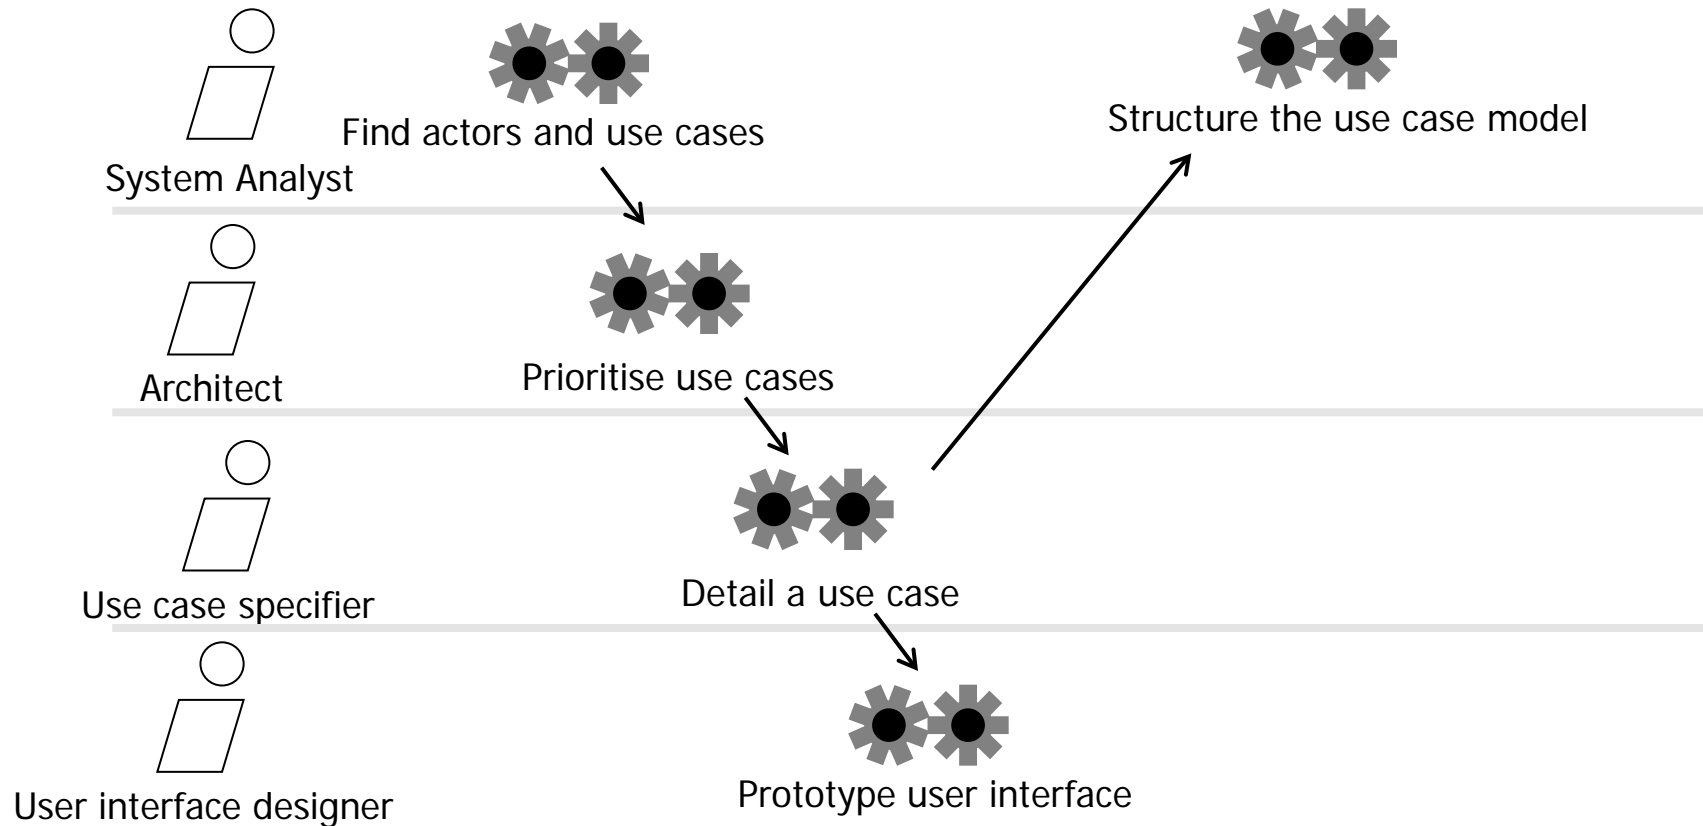 Find actors and use cases
Structure the use case model
System Analyst
Prioritise use cases
Architect
Detail a use case
Use case specifier
Prototype user interface
User interface designer